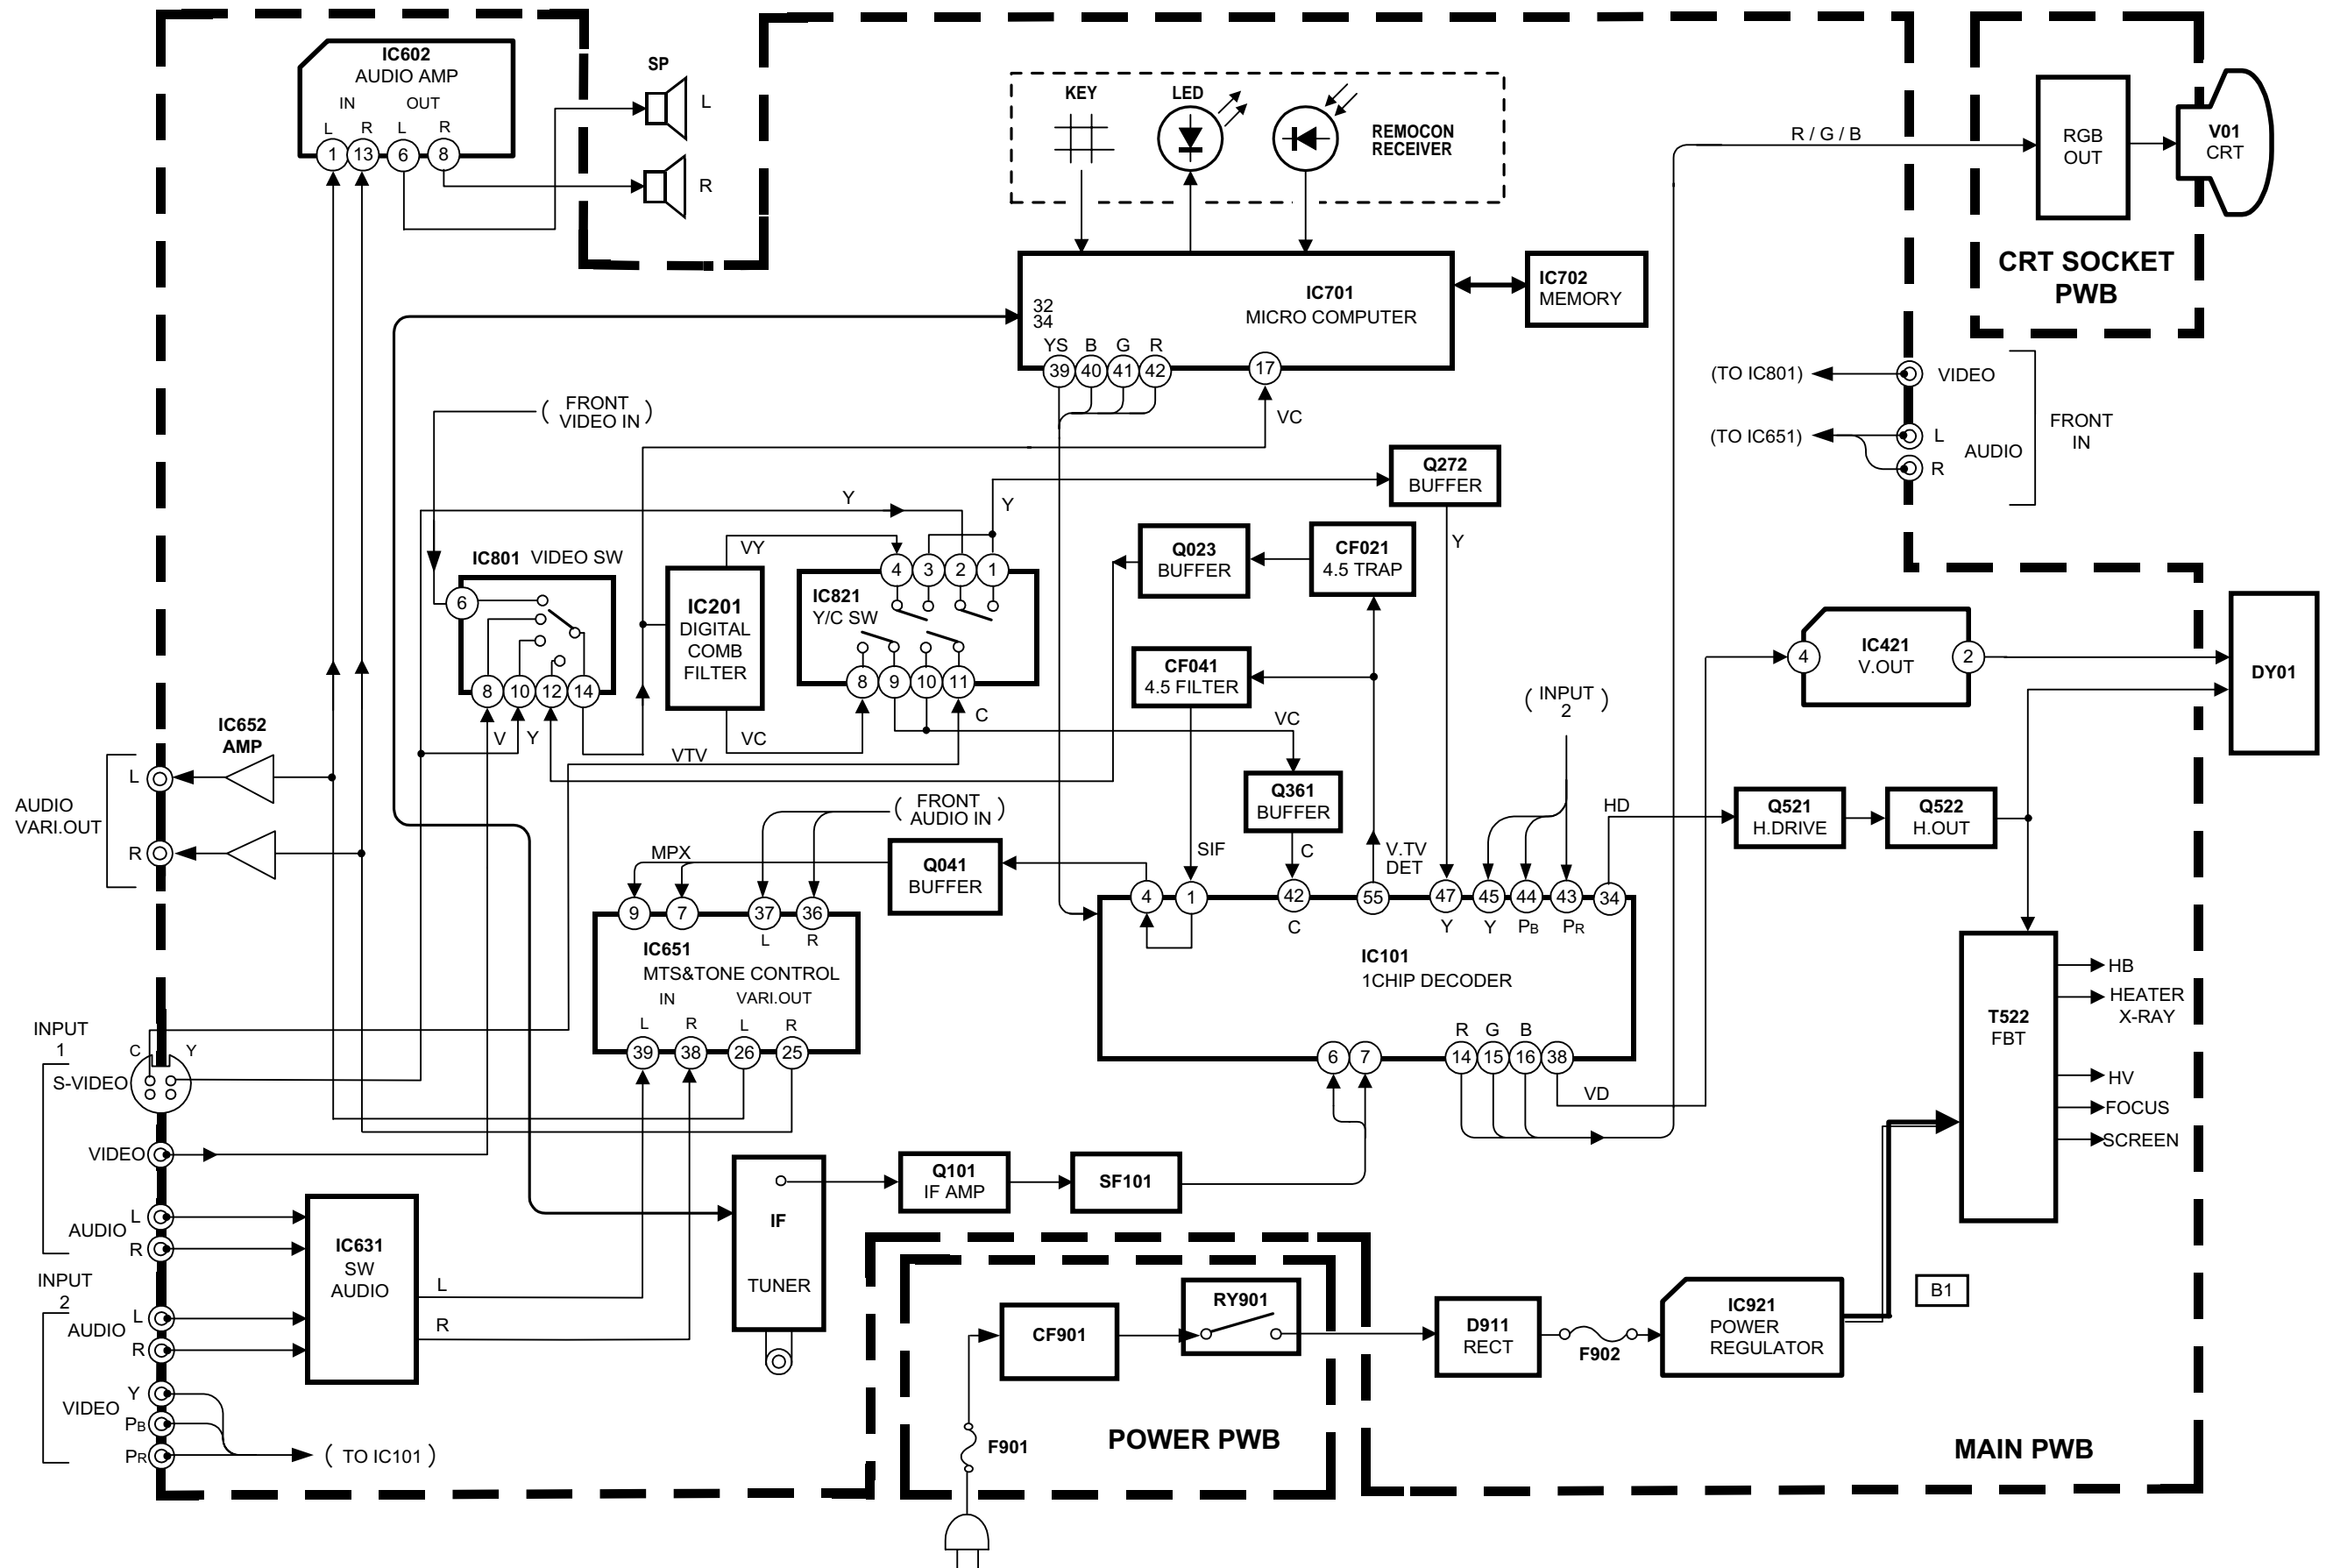 IC602
AUDIO AMP
IN OUT
L R L R
1 13 6 8
SP
L
R
KEY LED
REMOCON
RECEIVER
R / G / B
RGB
OUT
V01
CRT
CRT SOCKET
PWB
IC701
MICRO COMPUTER
32
34
YS B G R
39 40 41 42 17
IC702
MEMORY
VC
(TO IC801) VIDEO
(TO IC651) L
AUDIO
R
FRONT
IN
( FRONT
VIDEO IN )
Q272
BUFFER
Y
Y
Y
Q023
BUFFER
CF021
4.5 TRAP
IC801 VIDEO SW
6
8 10 12 14
V Y
VY
IC201
DIGITAL
COMB
FILTER
VC
4 3 2 1
IC821
Y/C SW
8 9 10 11
C
VTV
CF041
4.5 FILTER
VC
( INPUT
2 )
IC421
V.OUT
4 2
DY01
IC652
AMP
AUDIO
VARI.OUT
L
R
Q361
BUFFER
C
SIF
V.TV
DET
HD
Q521
H.DRIVE
Q522
H.OUT
( FRONT
AUDIO IN )
MPX
Q041
BUFFER
9 7 37 36
L R
IC651
MTS&TONE CONTROL
IN VARI.OUT
L R L R
39 38 26 25
4 1 42 55 47 45 44 43 34
C Y Y PB PR
IC101
1CHIP DECODER
R G B
6 7 14 15 16 38
VD
T522
FBT
HB
HEATER
X-RAY
HV
FOCUS
SCREEN
INPUT
1
C Y
S-VIDEO
VIDEO
L
AUDIO
R
INPUT
2
L
AUDIO
R
Y
VIDEO
PB
PR
( TO IC101 )
IC631
SW
AUDIO
L
R
IF
TUNER
Q101
IF AMP
SF101
CF901
RY901
F901
POWER PWB
D911
RECT
F902
IC921
POWER
REGULATOR
B1
MAIN PWB